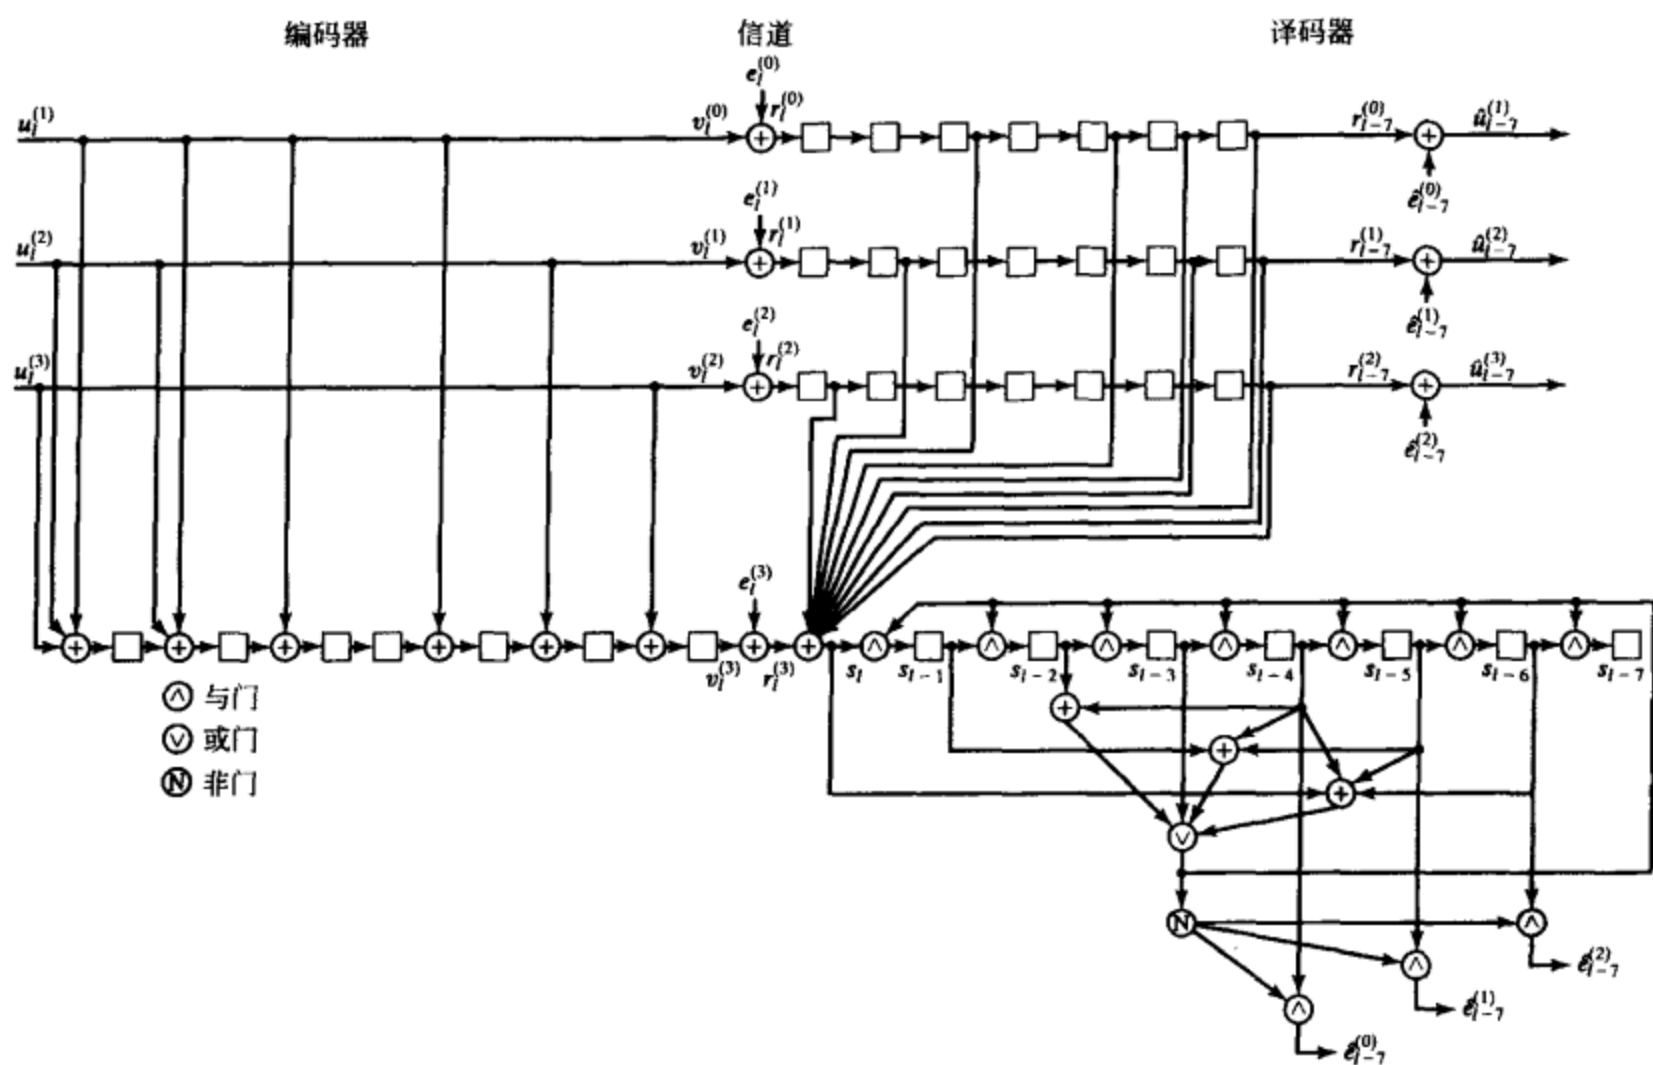 编码器 信道 译码器
e_l^{(0)}
u_l^{(1)} v_l^{(0)} r_l^{(0)} r_{l-7}^{(0)} û_{l-7}^{(1)}
ê_{l-7}^{(0)}
e_l^{(1)}
u_l^{(2)} v_l^{(1)} r_l^{(1)} r_{l-7}^{(1)} û_{l-7}^{(2)}
ê_{l-7}^{(1)}
e_l^{(2)}
u_l^{(3)} v_l^{(2)} r_l^{(2)} r_{l-7}^{(2)} û_{l-7}^{(3)}
ê_{l-7}^{(2)}
e_l^{(3)}
v_l^{(3)} r_l^{(3)} s_l s_{l-1} s_{l-2} s_{l-3} s_{l-4} s_{l-5} s_{l-6} s_{l-7}
∧ 与门
∨ 或门
N 非门
N
ê_{l-7}^{(2)}
ê_{l-7}^{(1)}
ê_{l-7}^{(0)}